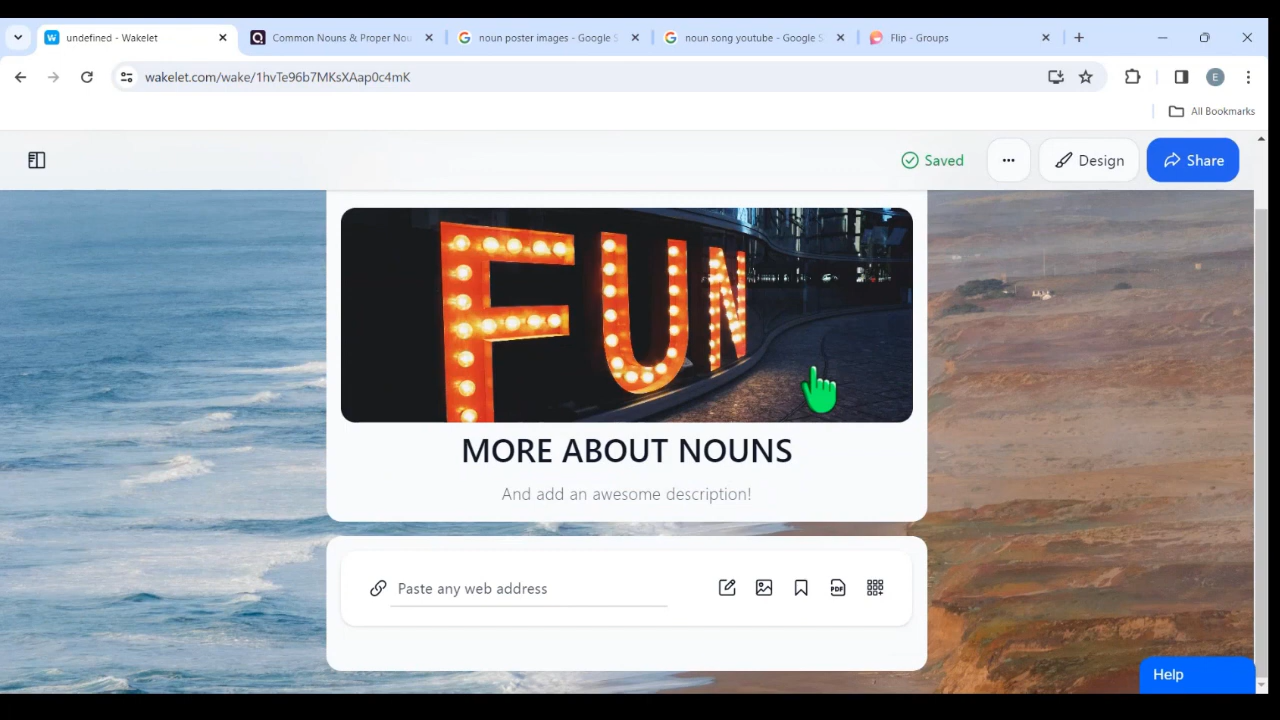 undefined - Wakelet
Common Nouns & Proper Nou
noun poster images - Google S
noun song youtube - Google S
Flip - Groups
wakelet.com/wake/1hvTe96b7MKsXAap0c4mK
E
All Bookmarks
Saved
Design
Share
FUN
MORE ABOUT NOUNS
And add an awesome description!
Paste any web address
PDF
Help